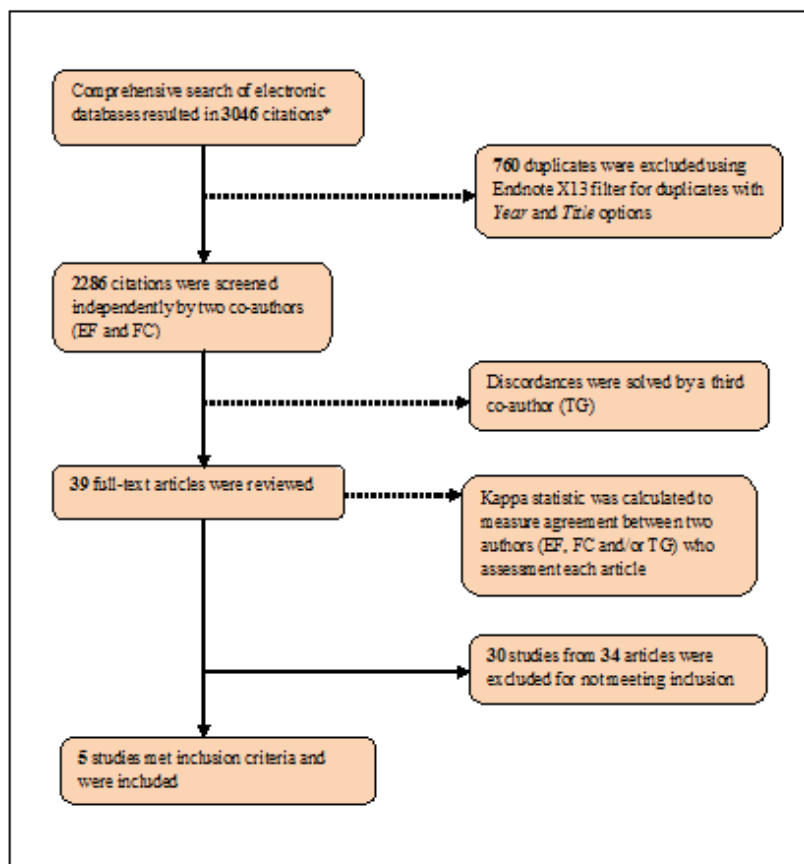 Comprehensive search of electronic
databases resulted in 3046 citations*
760 duplicates were excluded using
Endnote X13 filter for duplicates with
Year and Title options
2286 citations were screened
independently by two co-authors
(EF and FC)
Discordances were solved by a third
co-author (TG)
39 full-text articles were reviewed
Kappa statistic was calculated to
measure agreement between two
authors (EF, FC and/or TG) who
assessment each article
30 studies from 34 articles were
excluded for not meeting inclusion
5 studies met inclusion criteria and
were included